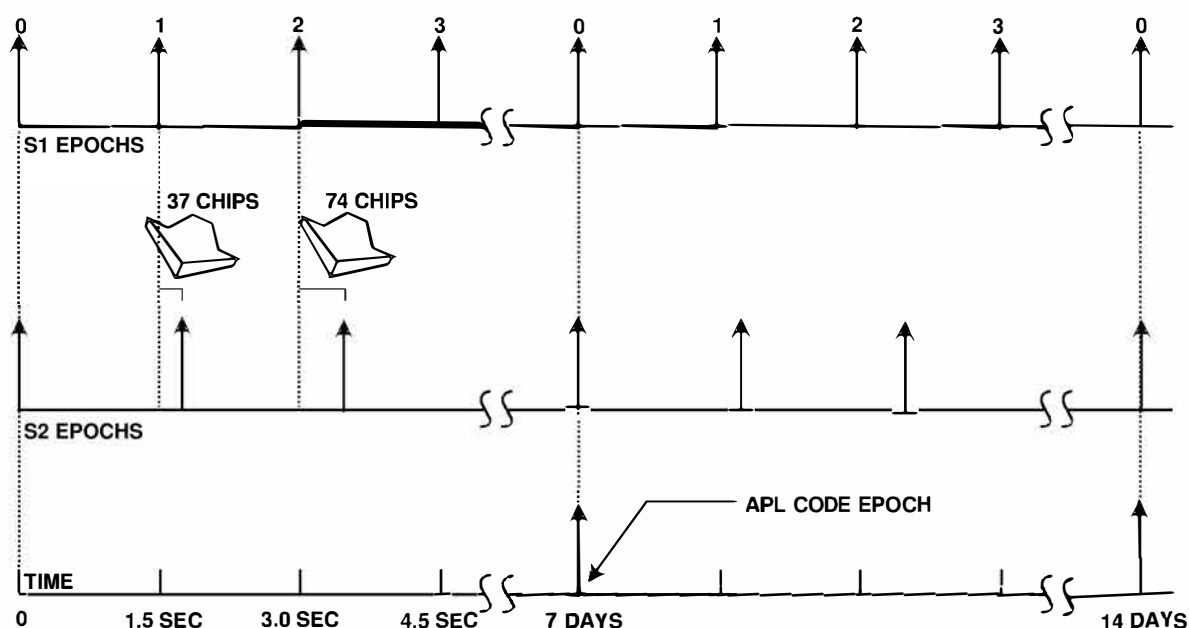 0 1 2 3 0 1 2 3 0
S1 EPOCHS
37 CHIPS 74 CHIPS
S2 EPOCHS
APL CODE EPOCH
TIME
0 1.5 SEC 3.0 SEC 4.5 SEC 7 DAYS 14 DAYS